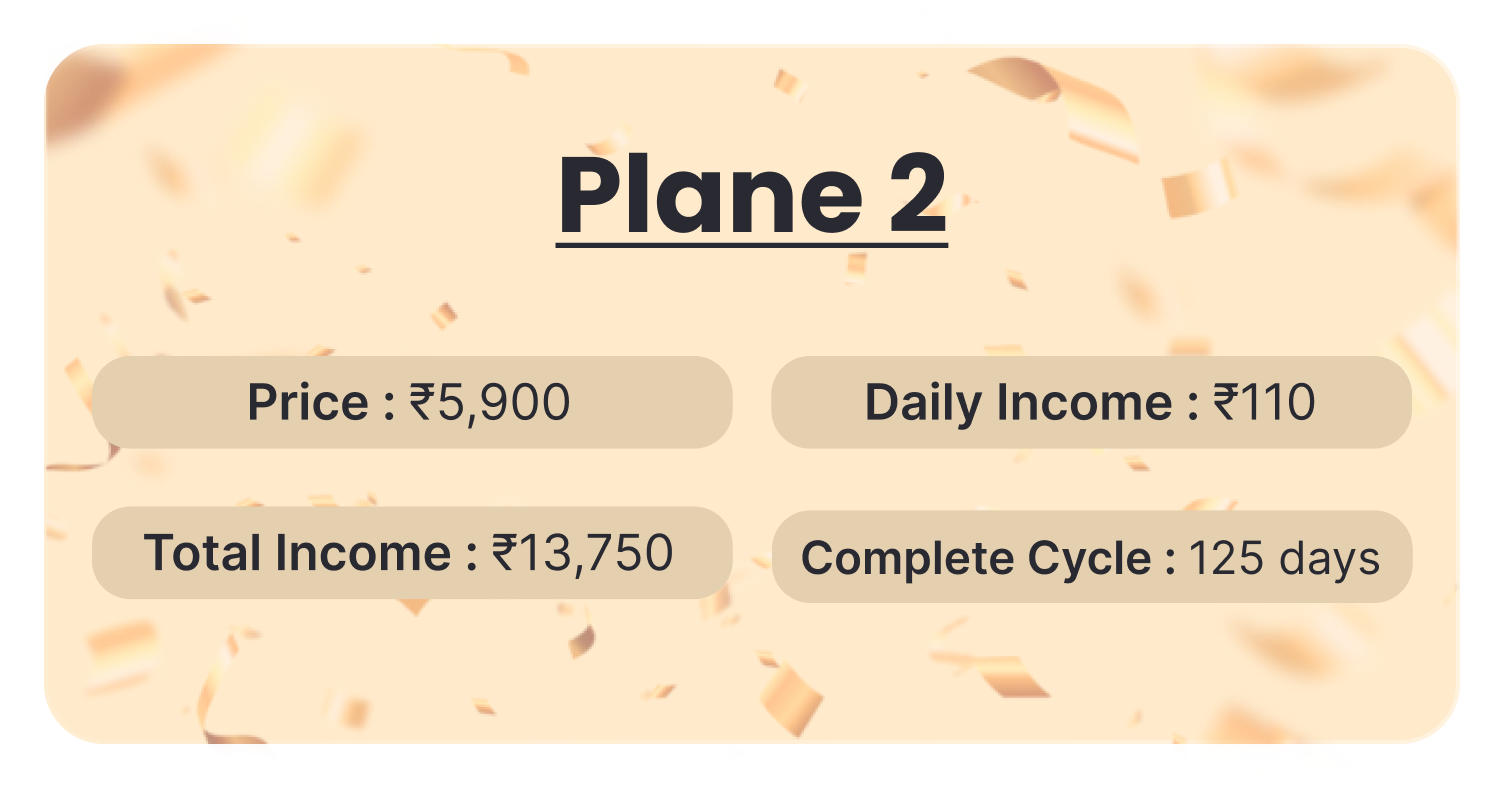 Plane 2
Price : ₹5,900
Daily Income : ₹110
Total Income : ₹13,750
Complete Cycle : 125 days